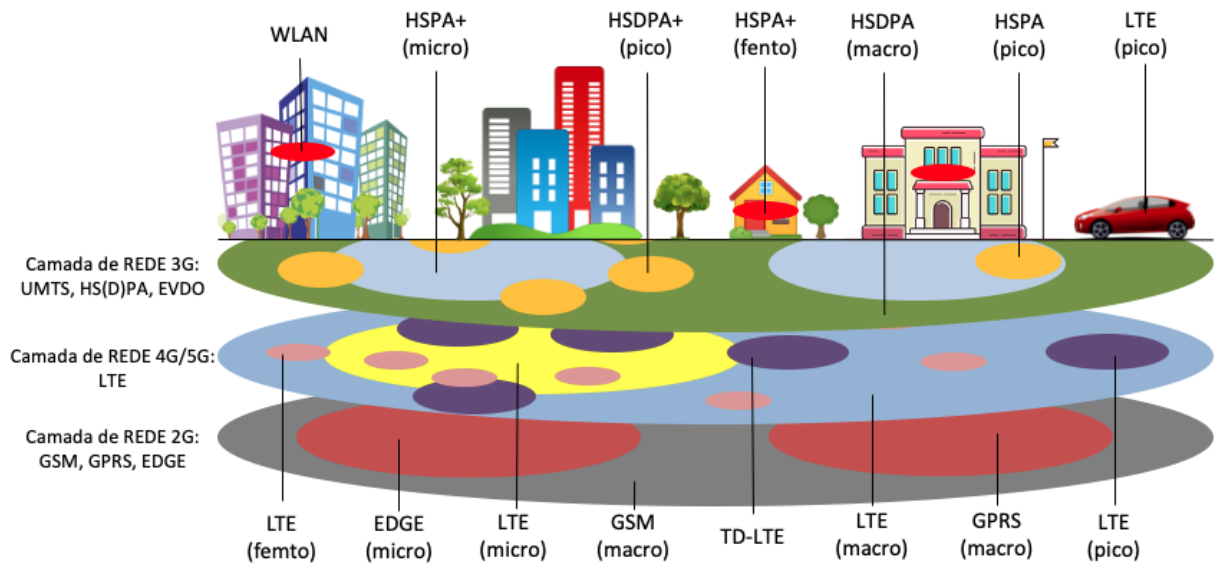 WLAN
HSPA+
(micro)
HSDPA+
(pico)
HSPA+
(fento)
HSDPA
(macro)
HSPA
(pico)
LTE
(pico)
Camada de REDE 3G:
UMTS, HS(D)PA, EVDO
Camada de REDE 4G/5G:
LTE
Camada de REDE 2G:
GSM, GPRS, EDGE
LTE
(femto)
EDGE
(micro)
LTE
(micro)
GSM
(macro)
TD-LTE
LTE
(macro)
GPRS
(macro)
LTE
(pico)